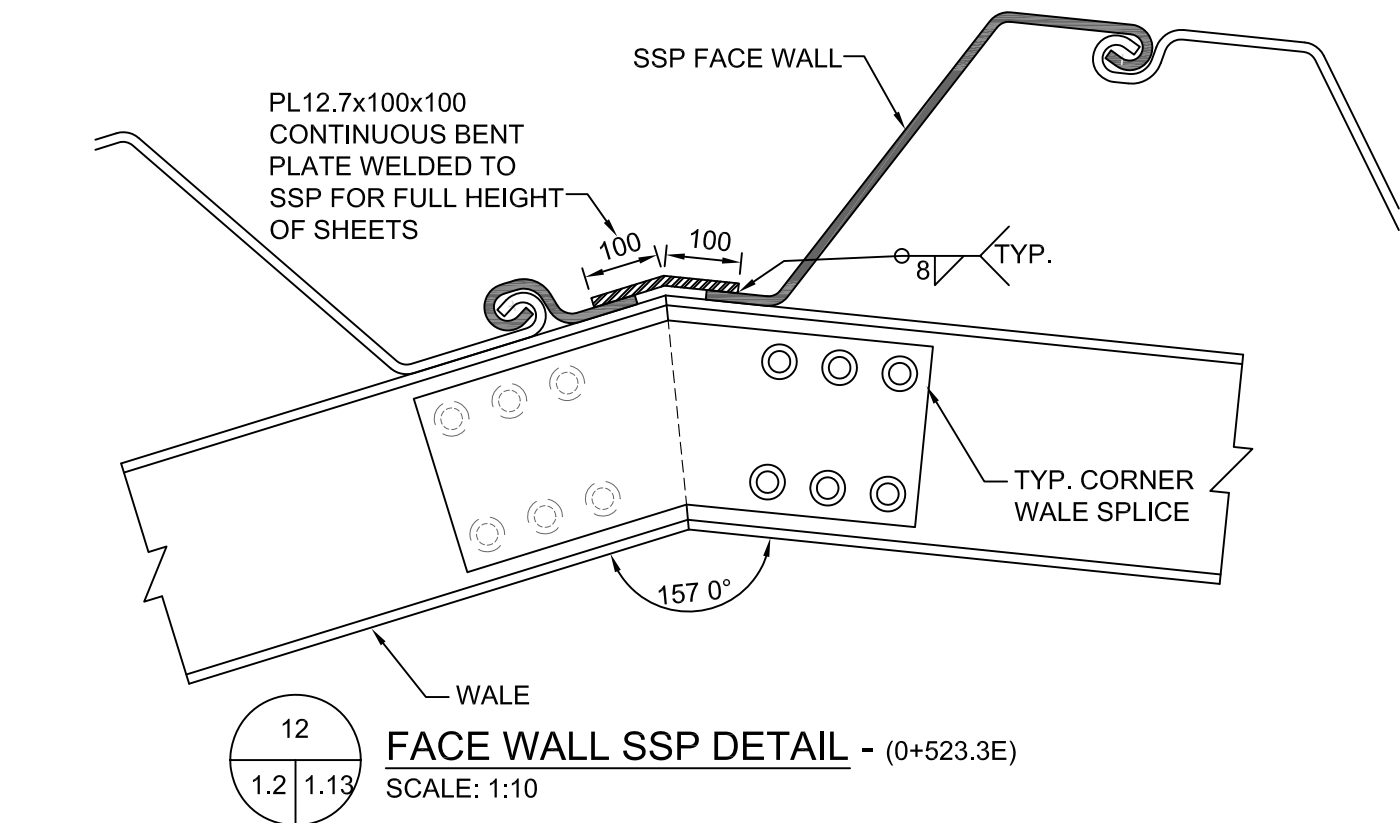 SSP FACE WALL
PL12.7x100x100
CONTINUOUS BENT
PLATE WELDED TO
SSP FOR FULL HEIGHT
OF SHEETS
100
100
8
TYP.
TYP. CORNER
WALE SPLICE
157 0°
WALE
12
1.2
1.13
FACE WALL SSP DETAIL - (0+523.3E)
SCALE: 1:10